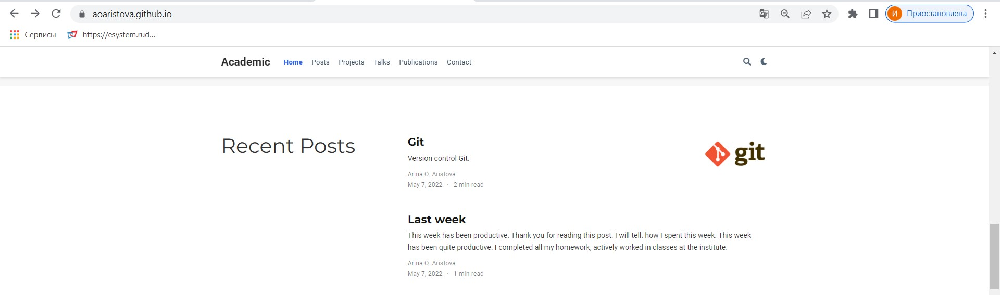 aoaristova.github.io
И Приостановлена
Сервисы https://esystem.rud...
Academic Home Posts Projects Talks Publications Contact
Recent Posts
Git
Version control Git.
Arina O. Aristova
May 7, 2022 · 2 min read
git
Last week
This week has been productive. Thank you for reading this post. I will tell. how I spent this week. This week
has been quite productive. I completed all my homework, actively worked in classes at the institute.
Arina O. Aristova
May 7, 2022 · 1 min read